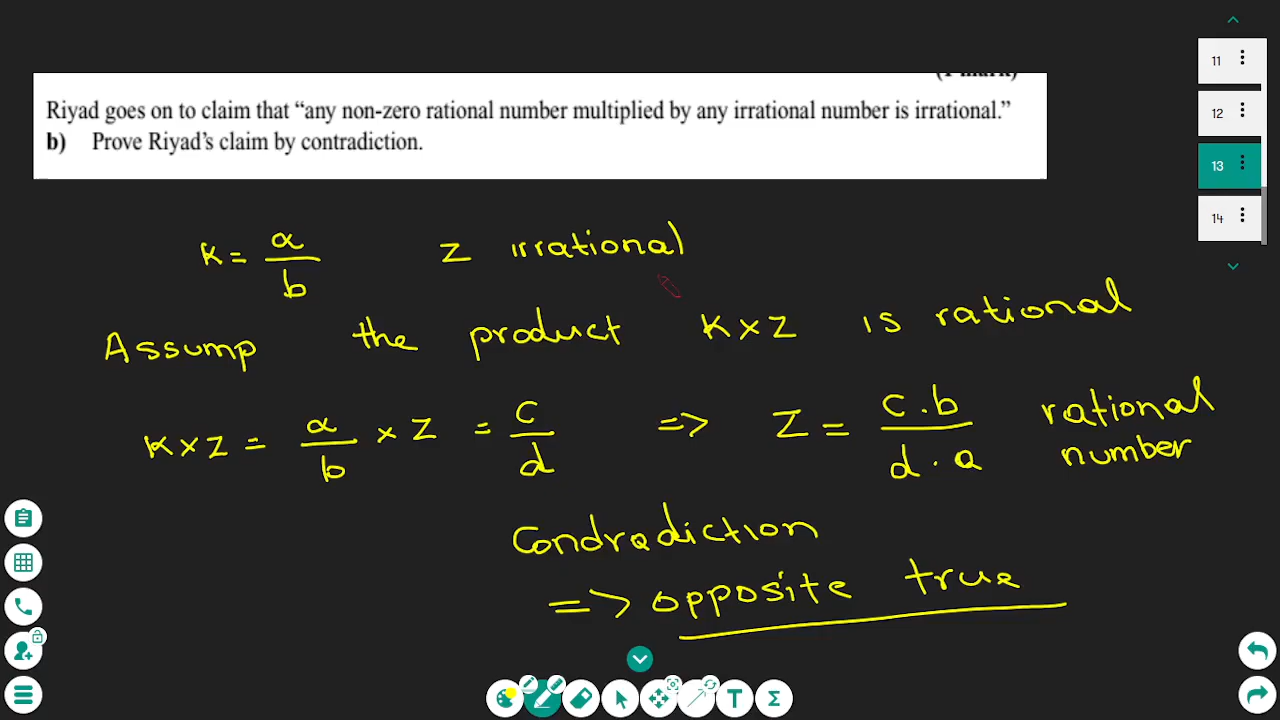 (1 mark)
Riyad goes on to claim that “any non-zero rational number multiplied by any irrational number is irrational.”
b) Prove Riyad’s claim by contradiction.
K = a/b    z irrational
Assump the product K×Z is rational
K×Z = a/b × Z = c/d => Z = c.b/d.a rational number
Condradiction
=> opposite true
11
12
13
14
T
Σ